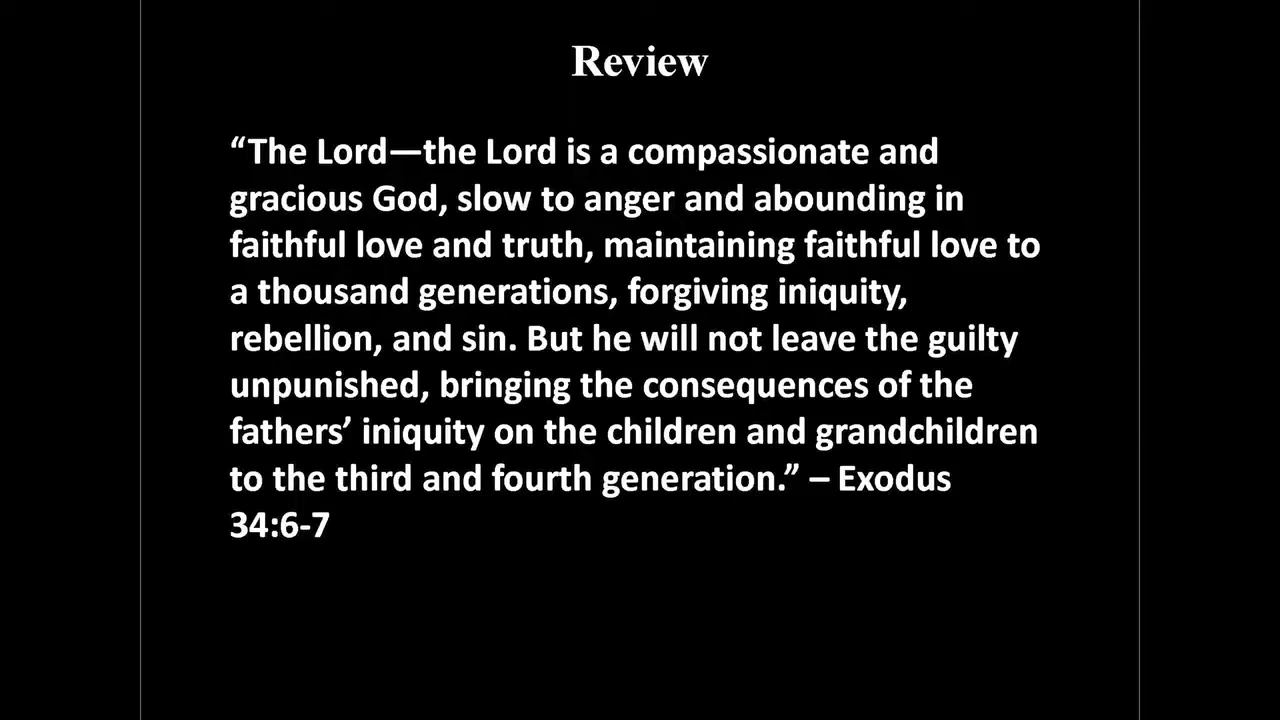 Review
“The Lord—the Lord is a compassionate and
gracious God, slow to anger and abounding in
faithful love and truth, maintaining faithful love to
a thousand generations, forgiving iniquity,
rebellion, and sin. But he will not leave the guilty
unpunished, bringing the consequences of the
fathers’ iniquity on the children and grandchildren
to the third and fourth generation.” – Exodus
34:6-7